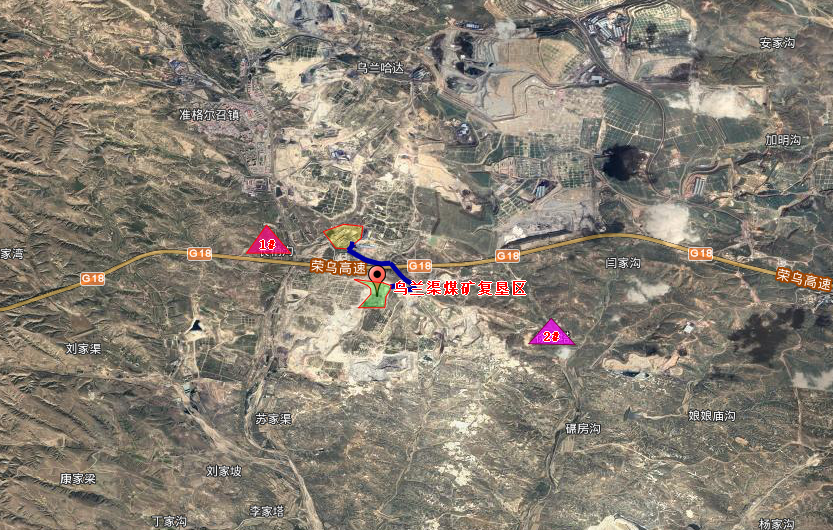 安家沟
乌兰哈达
准格尔召镇
加明沟
1#
家湾
G18
G18
荣乌高速
G18
G18
闫家沟
G18
荣乌高速
乌兰渠煤矿复垦区
2#
刘家渠
苏家渠
娘娘庙沟
碾房沟
刘家坡
康家梁
李家塔
丁家沟
杨家沟